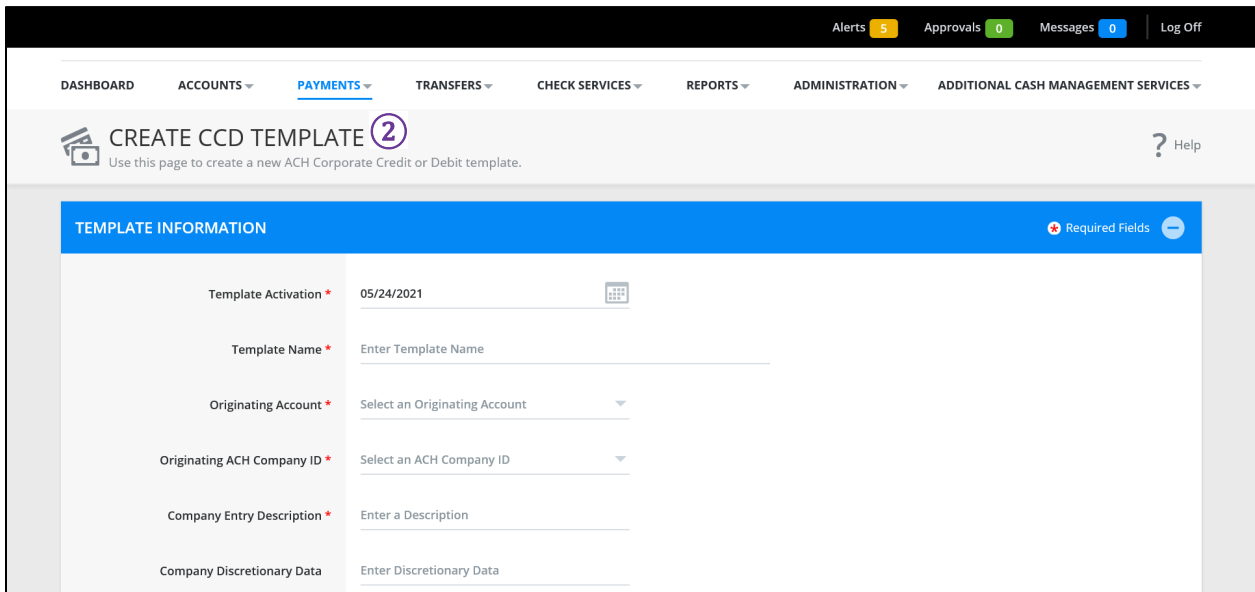 Alerts 5 Approvals 0 Messages 0 Log Off
DASHBOARD ACCOUNTS PAYMENTS TRANSFERS CHECK SERVICES REPORTS ADMINISTRATION ADDITIONAL CASH MANAGEMENT SERVICES
CREATE CCD TEMPLATE ②
Use this page to create a new ACH Corporate Credit or Debit template.
? Help
TEMPLATE INFORMATION * Required Fields
Template Activation * 05/24/2021
Template Name * Enter Template Name
Originating Account * Select an Originating Account
Originating ACH Company ID * Select an ACH Company ID
Company Entry Description * Enter a Description
Company Discretionary Data Enter Discretionary Data